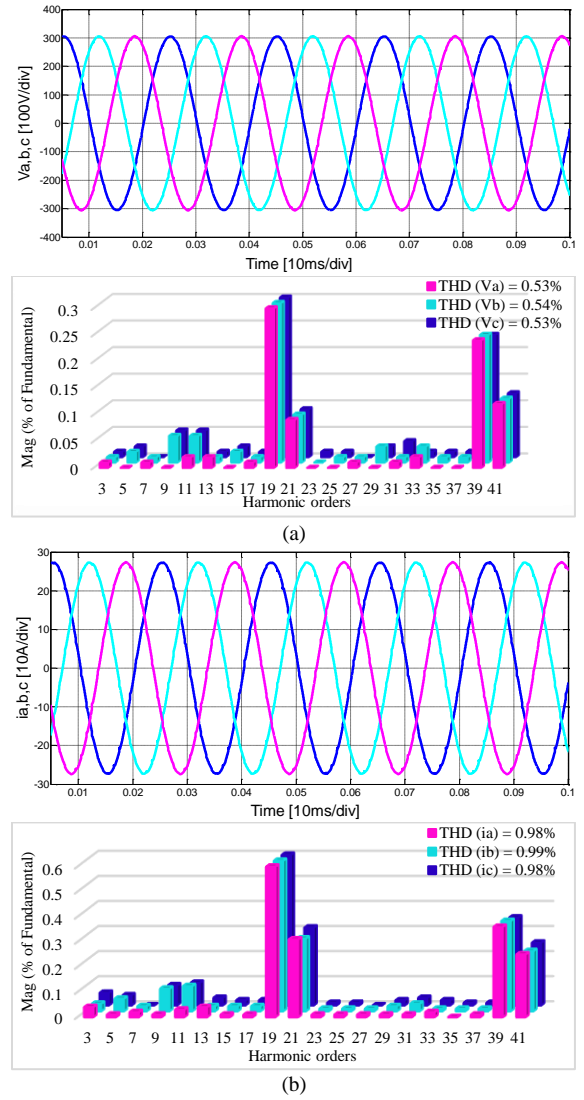 400
300
200
100
0
-100
-200
-300
-400
Va,b,c [100V/div]
0.01 0.02 0.03 0.04 0.05 0.06 0.07 0.08 0.09 0.1
Time [10ms/div]
THD (Va) = 0.53%
THD (Vb) = 0.54%
THD (Vc) = 0.53%
0.3
0.25
0.2
0.15
0.1
0.05
0
Mag (% of Fundamental)
3 5 7 9 11 13 15 17 19 21 23 25 27 29 31 33 35 37 39 41
Harmonic orders
(a)
30
20
10
0
-10
-20
-30
ia,b,c [10A/div]
0.01 0.02 0.03 0.04 0.05 0.06 0.07 0.08 0.09 0.1
Time [10ms/div]
THD (ia) = 0.98%
THD (ib) = 0.99%
THD (ic) = 0.98%
0.6
0.5
0.4
0.3
0.2
0.1
0
Mag (% of Fundamental)
3 5 7 9 11 13 15 17 19 21 23 25 27 29 31 33 35 37 39 41
Harmonic orders
(b)